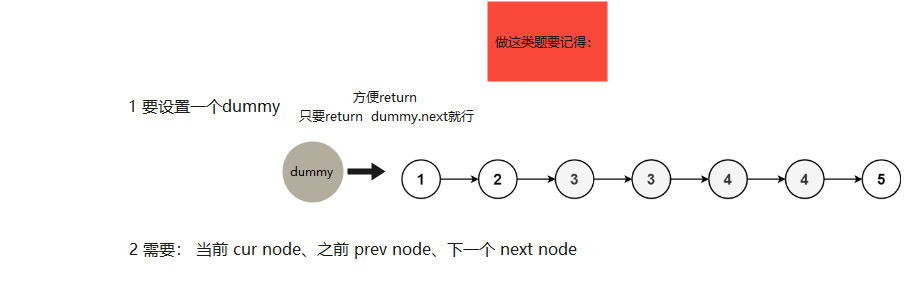 做这类题要记得：
1 要设置一个dummy
方便return
只要return dummy.next就行
dummy
1 2 3 3 4 4 5
2 需要： 当前 cur node、之前 prev node、下一个 next node